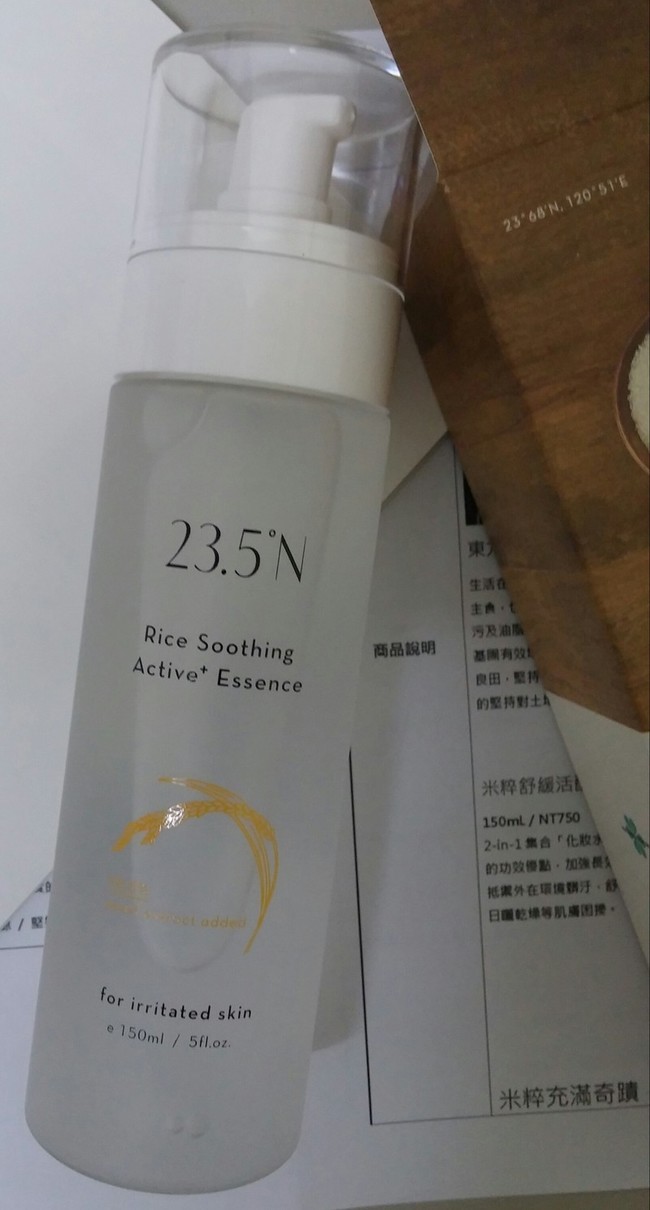 23°68'N, 120°51'E
23.5°N
Rice Soothing
Active⁺ Essence
extract added
for irritated skin
e 150ml / 5fl.oz.
商品說明
東方
生活在
主食，
污及油脂
基團有效
良田，堅持
的堅持對土
米粹舒緩活
150mL / NT750
2-in-1 集合「化妝水
的功效優點，加強長
抵禦外在環境髒汙，舒
日曬乾燥等肌膚困擾。
米粹充滿奇蹟